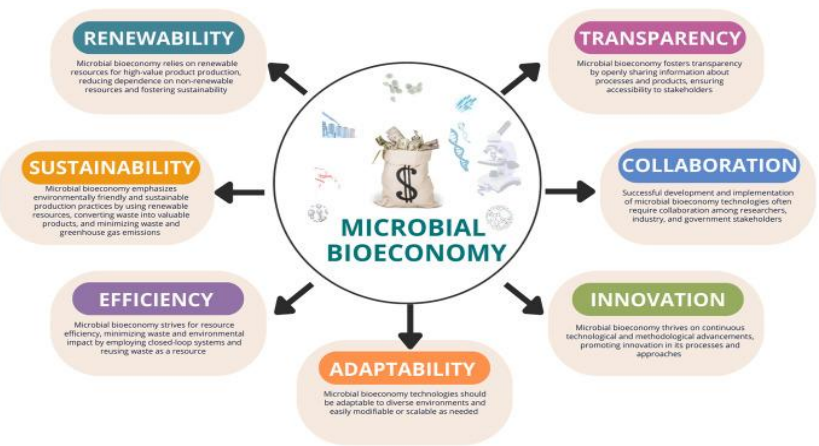 RENEWABILITY
Microbial bioeconomy relies on renewable
resources for high-value product production,
reducing dependence on non-renewable
resources and fostering sustainability
TRANSPARENCY
Microbial bioeconomy fosters transparency
by openly sharing information about
processes and products, ensuring
accessibility to stakeholders
SUSTAINABILITY
Microbial bioeconomy emphasizes
environmentally friendly and sustainable
production practices by using renewable
resources, converting waste into valuable
products, and minimizing waste and
greenhouse gas emissions
COLLABORATION
Successful development and implementation
of microbial bioeconomy technologies often
require collaboration among researchers,
industry, and government stakeholders
$
MICROBIAL
BIOECONOMY
EFFICIENCY
Microbial bioeconomy strives for resource
efficiency, minimizing waste and environmental
impact by employing closed-loop systems and
reusing waste as a resource
INNOVATION
Microbial bioeconomy thrives on continuous
technological and methodological advancements,
promoting innovation in its processes and
approaches
ADAPTABILITY
Microbial bioeconomy technologies should
be adaptable to diverse environments and
easily modifiable or scalable as needed